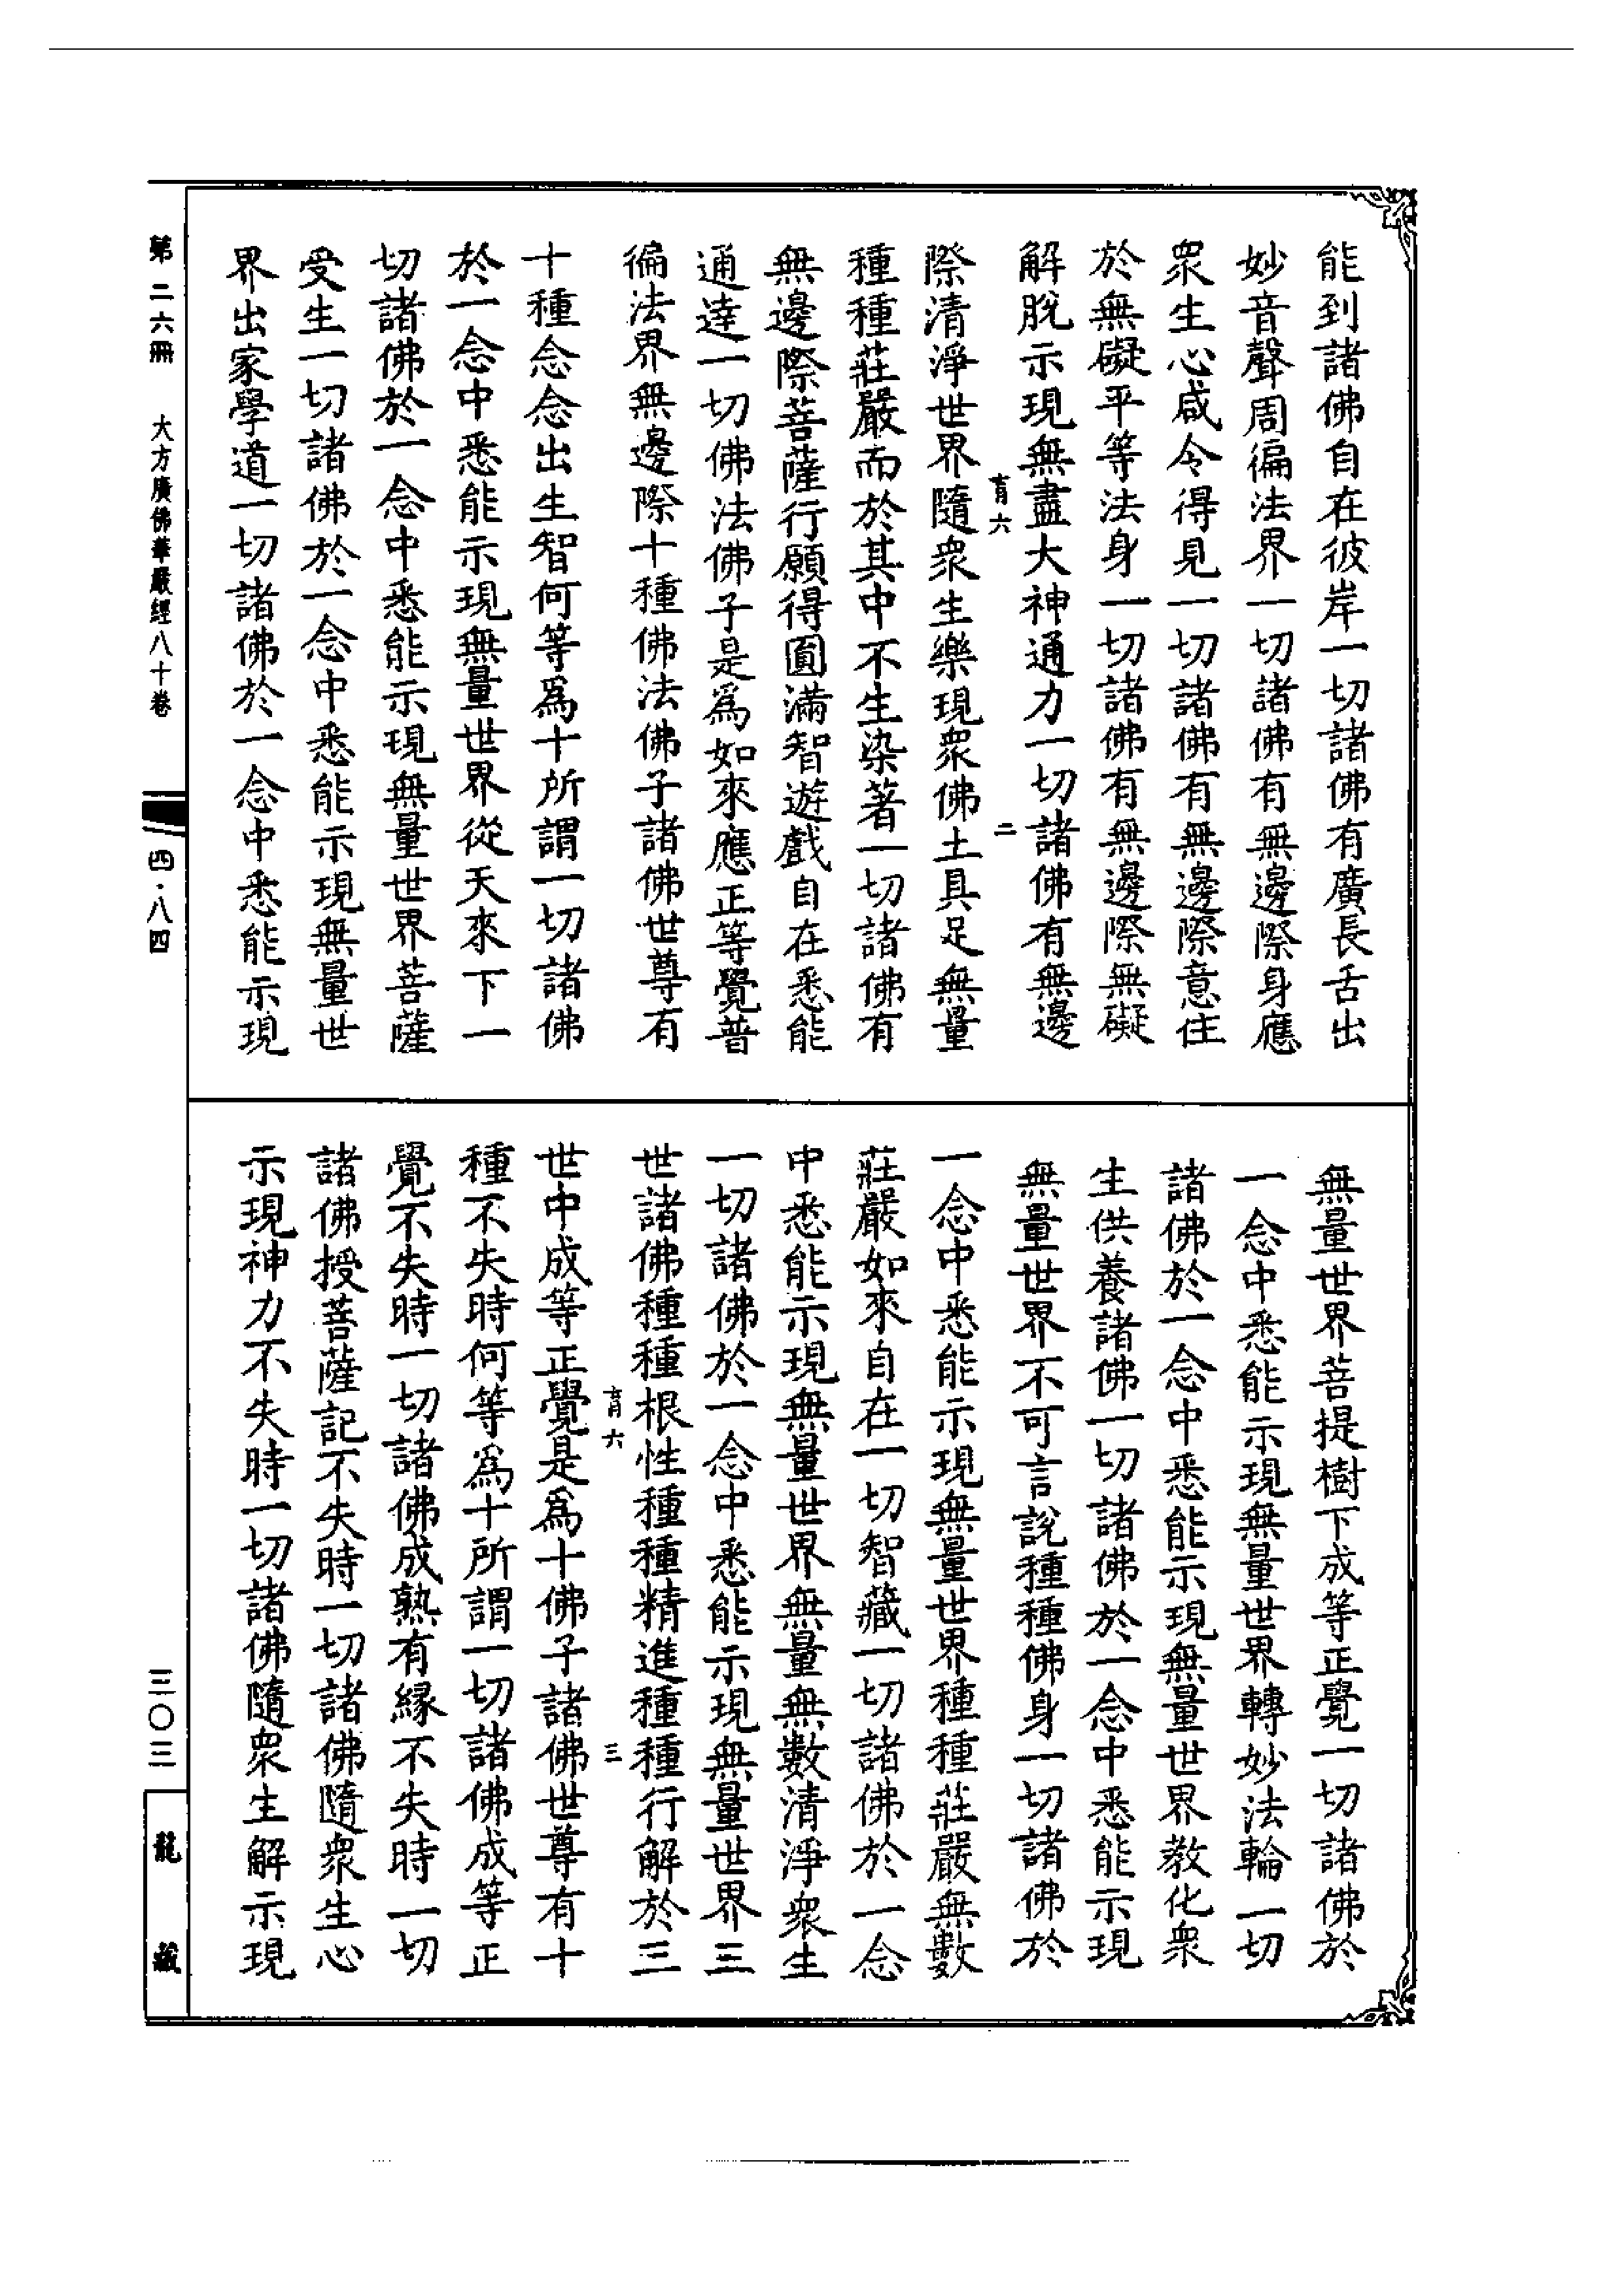 能到諸佛自在彼岸一切諸佛有廣長舌出
妙音聲周徧法界一切諸佛有無邊際身應
衆生心咸令得見一切諸佛有無邊際意住
於無礙平等法身一切諸佛有無邊際無礙
解脫示現無盡大神通力一切諸佛有無邊
育六 二
際清淨世界隨衆生樂現衆佛土具足無量
種種莊嚴而於其中不生染著一切諸佛有
無邊際菩薩行願得圓滿智遊戲自在悉能
通達一切佛法佛子是爲如來應正等覺普
徧法界無邊際十種佛法佛子諸佛世尊有
十種念念出生智何等爲十所謂一切諸佛
於一念中悉能示現無量世界從天來下一
切諸佛於一念中悉能示現無量世界菩薩
受生一切諸佛於一念中悉能示現無量世
界出家學道一切諸佛於一念中悉能示現
無量世界菩提樹下成等正覺一切諸佛於
一念中悉能示現無量世界轉妙法輪一切
諸佛於一念中悉能示現無量世界教化衆
生供養諸佛一切諸佛於一念中悉能示現
無量世界不可言說種種佛身一切諸佛於
一念中悉能示現無量世界種種莊嚴無數
莊嚴如來自在一切智藏一切諸佛於一念
中悉能示現無量世界無量無數清淨衆生
一切諸佛於一念中悉能示現無量世界三
世諸佛種種根性種種精進種種行解於三
育六 三
世中成等正覺是爲十佛子諸佛世尊有十
種不失時何等爲十所謂一切諸佛成等正
覺不失時一切諸佛成熟有緣不失時一切
諸佛授菩薩記不失時一切諸佛隨衆生心
示現神力不失時一切諸佛隨衆生解示現
第二六冊 大方廣佛華嚴經八十卷 四·八四 三〇三 龍藏